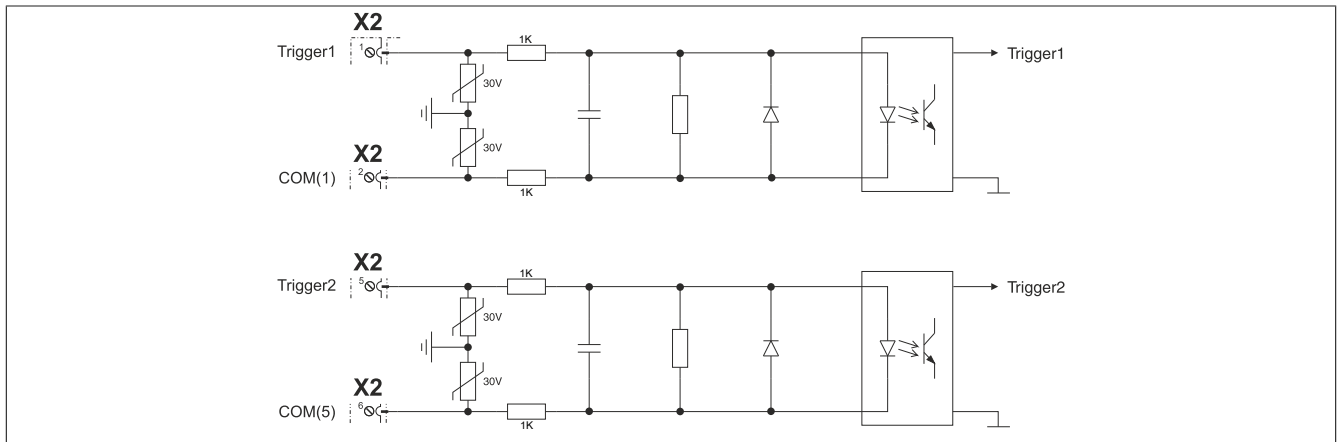 X2
Trigger1
1
1K
Trigger1
30V
30V
X2
COM(1)
2
1K
X2
Trigger2
5
1K
Trigger2
30V
30V
X2
COM(5)
6
1K